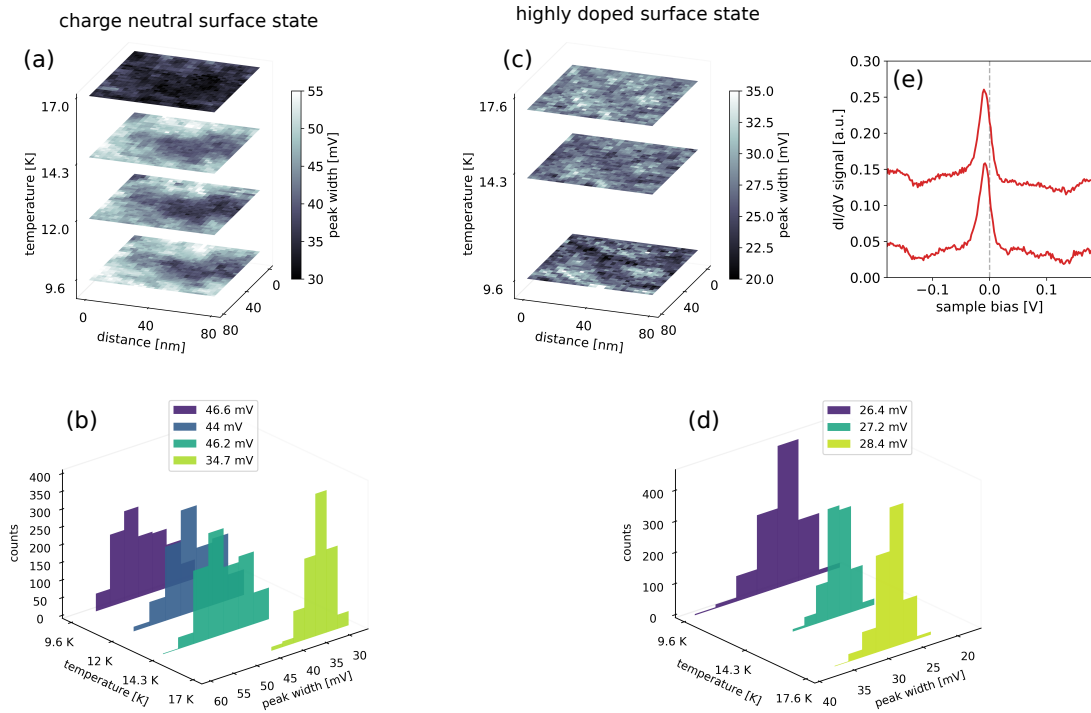 charge neutral surface state
highly doped surface state
(a)
17.0
14.3
12.0
9.6
temperature [K]
0
40
80
distance [nm]
80
40
0
55
50
45
40
35
30
peak width [mV]
(c)
17.6
14.3
9.6
temperature [K]
0
40
80
distance [nm]
80
40
0
35.0
32.5
30.0
27.5
25.0
22.5
20.0
peak width [mV]
(e)
0.30
0.25
0.20
0.15
0.10
0.05
0.00
dI/dV signal [a.u.]
−0.1
0.0
0.1
sample bias [V]
(b)
46.6 mV
44 mV
46.2 mV
34.7 mV
400
350
300
250
200
150
100
50
0
counts
9.6 K
12 K
14.3 K
17 K
temperature [K]
60
55
50
45
40
35
30
peak width [mV]
(d)
26.4 mV
27.2 mV
28.4 mV
400
300
200
100
0
counts
9.6 K
14.3 K
17.6 K
temperature [K]
40
35
30
25
20
peak width [mV]